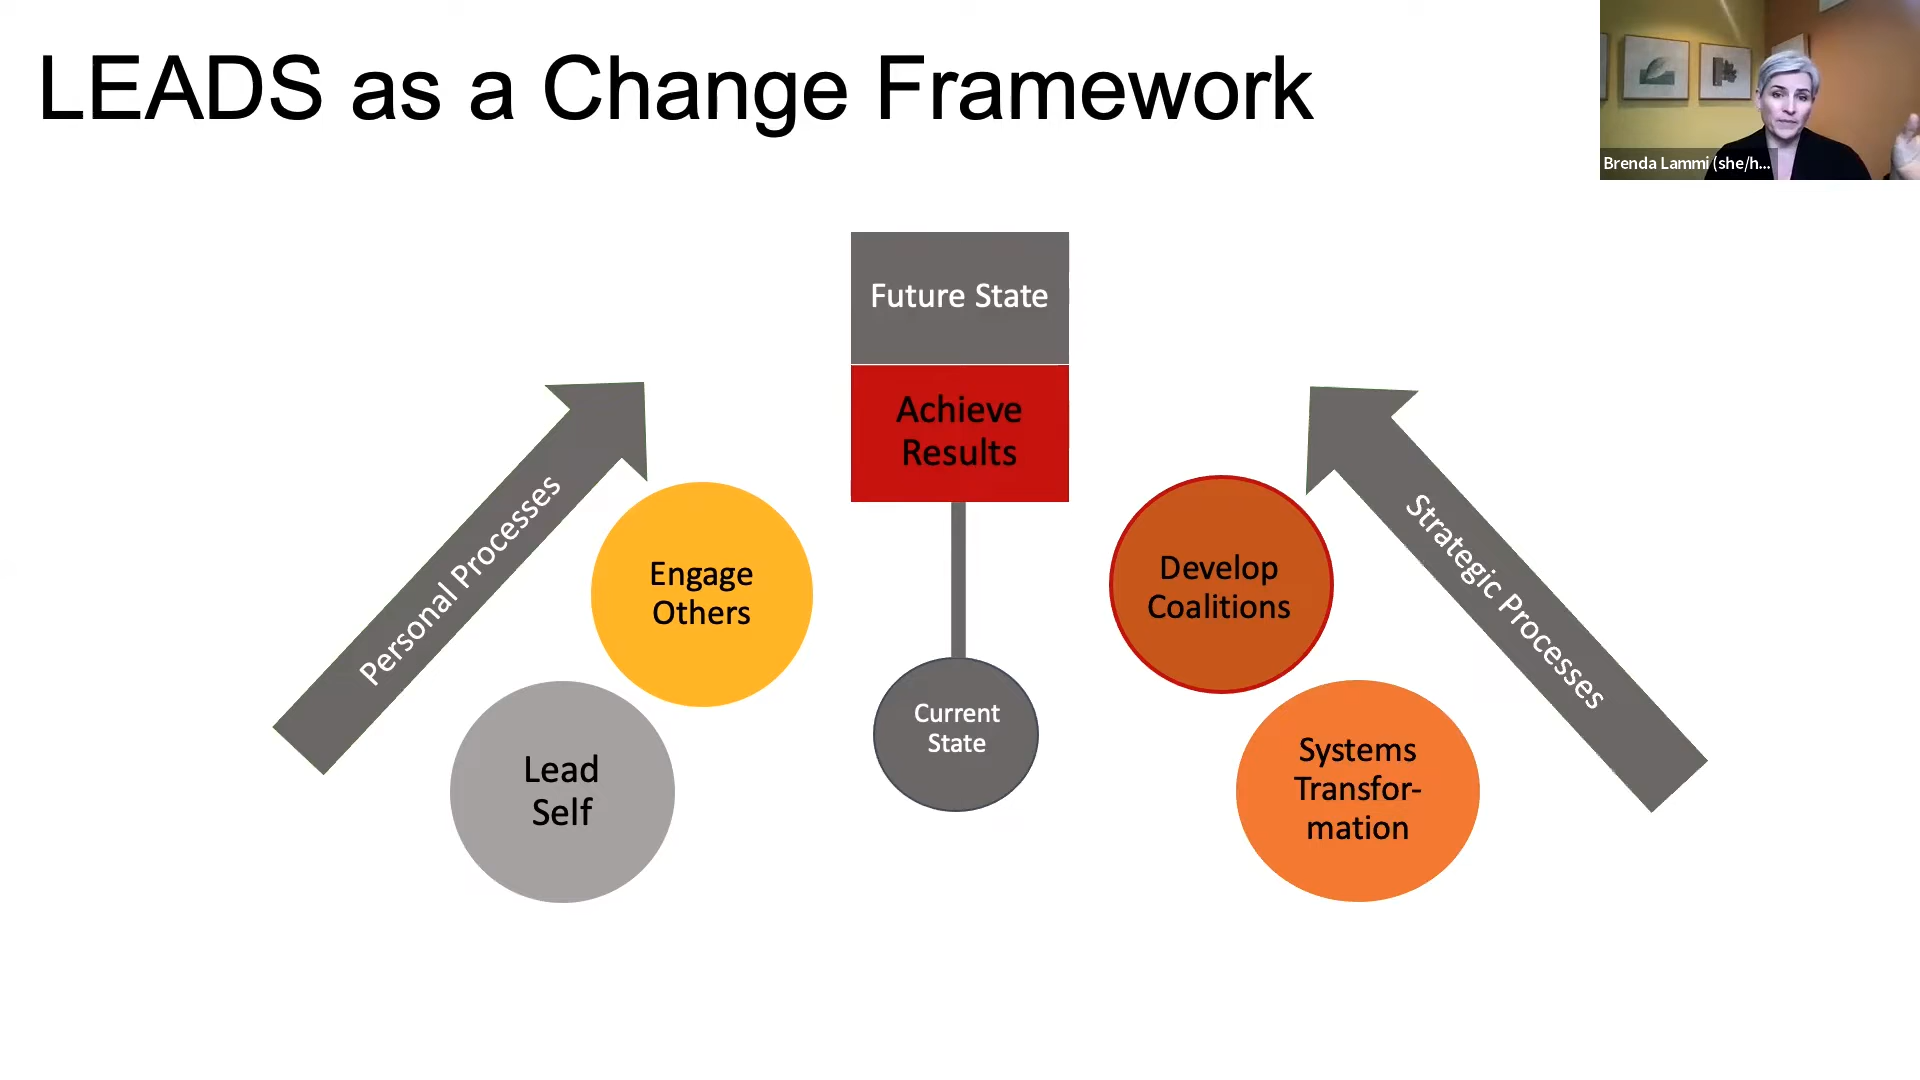 LEADS as a Change Framework
Brenda Lammi (she/h...
Future State
Achieve
Results
Personal Processes
Engage
Others
Lead
Self
Current
State
Develop
Coalitions
Systems
Transfor-
mation
Strategic Processes